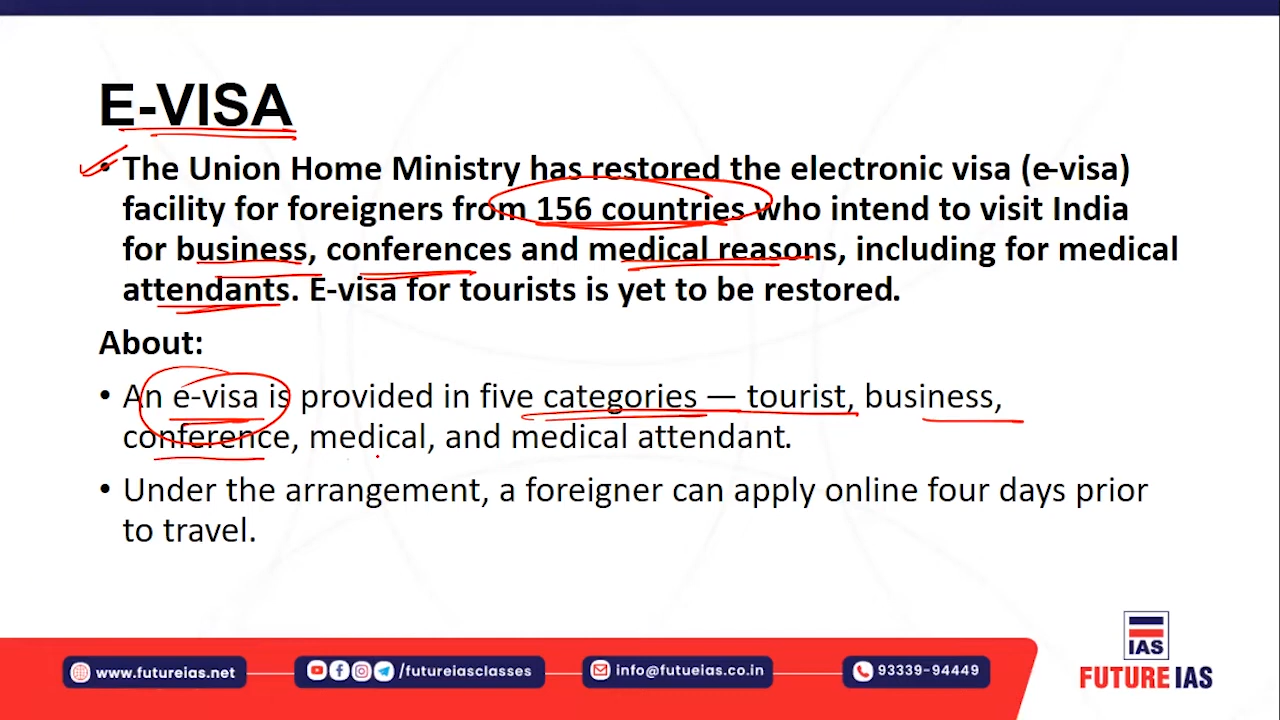 E-VISA
• The Union Home Ministry has restored the electronic visa (e-visa)
facility for foreigners from 156 countries who intend to visit India
for business, conferences and medical reasons, including for medical
attendants. E-visa for tourists is yet to be restored.
About:
• An e-visa is provided in five categories — tourist, business,
conference, medical, and medical attendant.
• Under the arrangement, a foreigner can apply online four days prior
to travel.
IAS
FUTURE IAS
www.futureias.net
/futureiasclasses
info@futueias.co.in
93339-94449